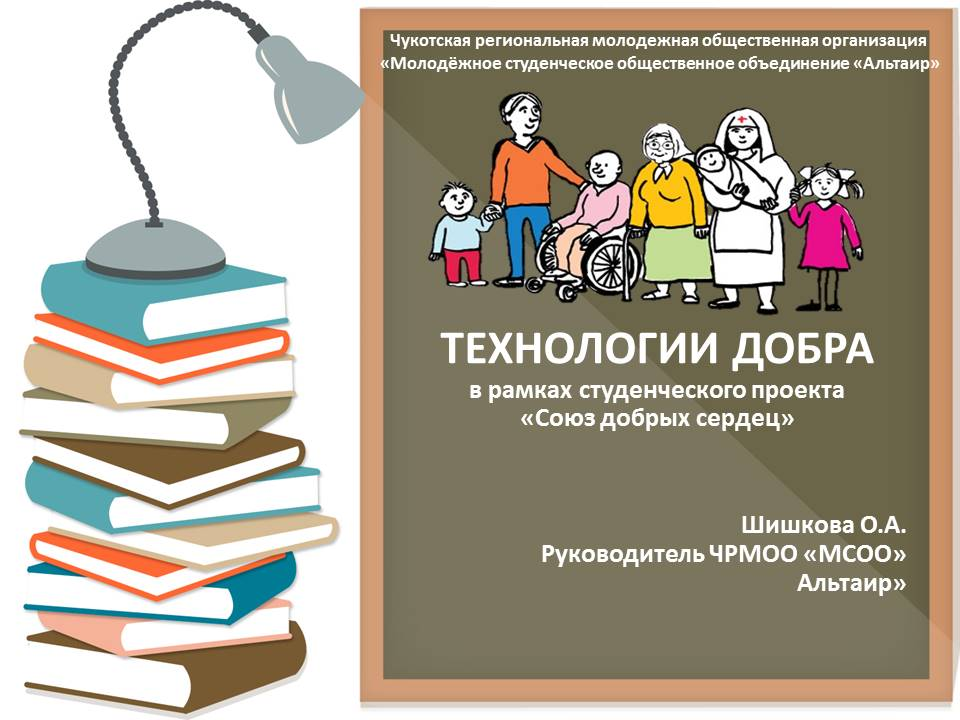 Чукотская региональная молодежная общественная организация
«Молодёжное студенческое общественное объединение «Альтаир»
ТЕХНОЛОГИИ ДОБРА
в рамках студенческого проекта
«Союз добрых сердец»
Шишкова О.А.
Руководитель ЧРМОО «МСОО»
Альтаир»